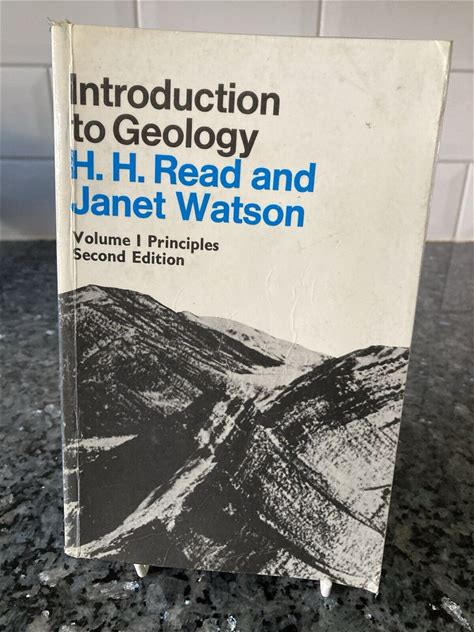 Introduction
to Geology
H. H. Read and
Janet Watson
Volume I Principles
Second Edition